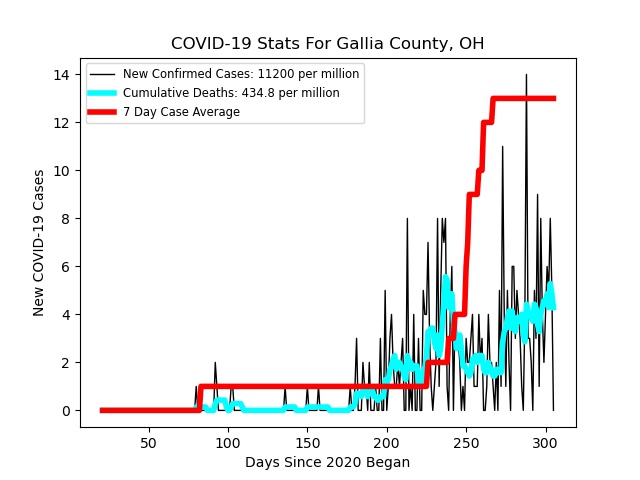 COVID-19 Stats For Gallia County, OH
New Confirmed Cases: 11200 per million
Cumulative Deaths: 434.8 per million
7 Day Case Average
14
12
10
8
6
4
2
0
New COVID-19 Cases
50 100 150 200 250 300
Days Since 2020 Began